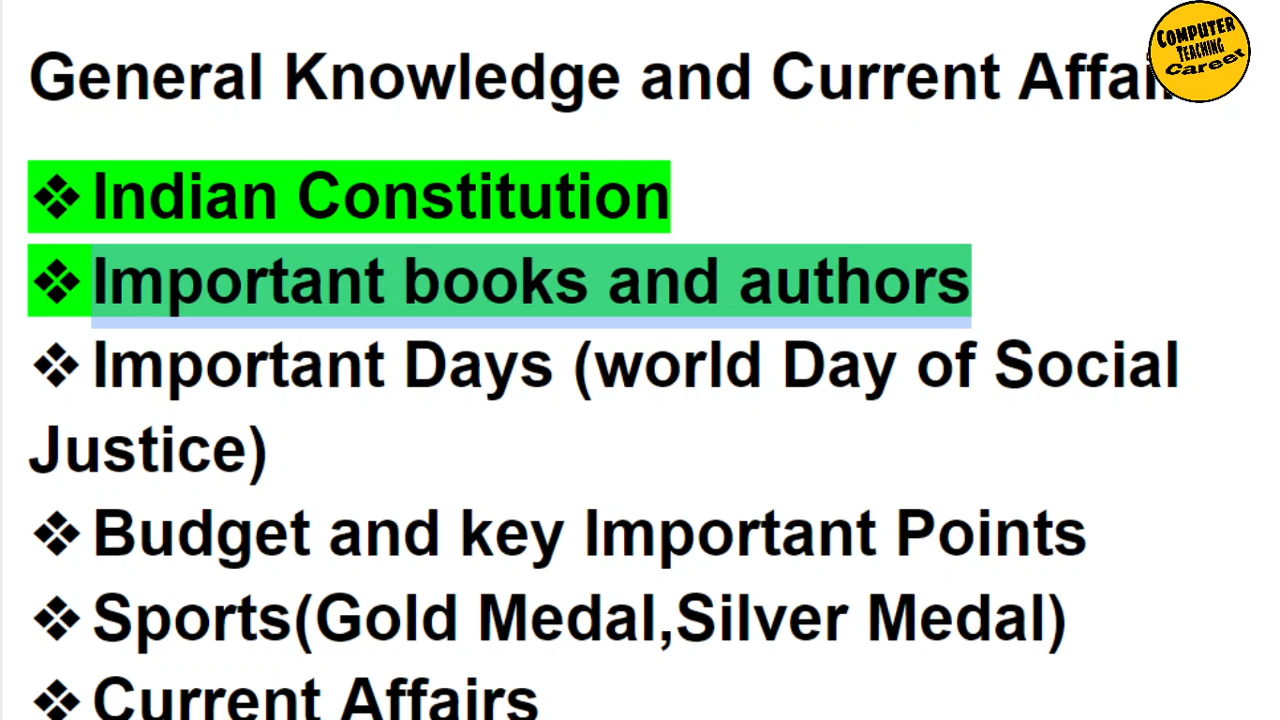 General Knowledge and Current Affai
COMPUTER
TEACHING
Career
❖ Indian Constitution
❖ Important books and authors
❖ Important Days (world Day of Social
Justice)
❖ Budget and key Important Points
❖ Sports(Gold Medal,Silver Medal)
❖ Current Affairs